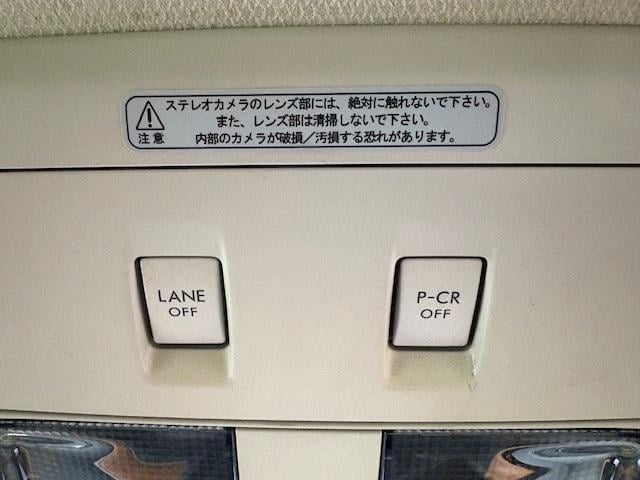 ステレオカメラのレンズ部には、絶対に触れないで下さい。
また、レンズ部は清掃しないで下さい。
内部のカメラが破損／汚損する恐れがあります。
注意
LANE
OFF
P-CR
OFF